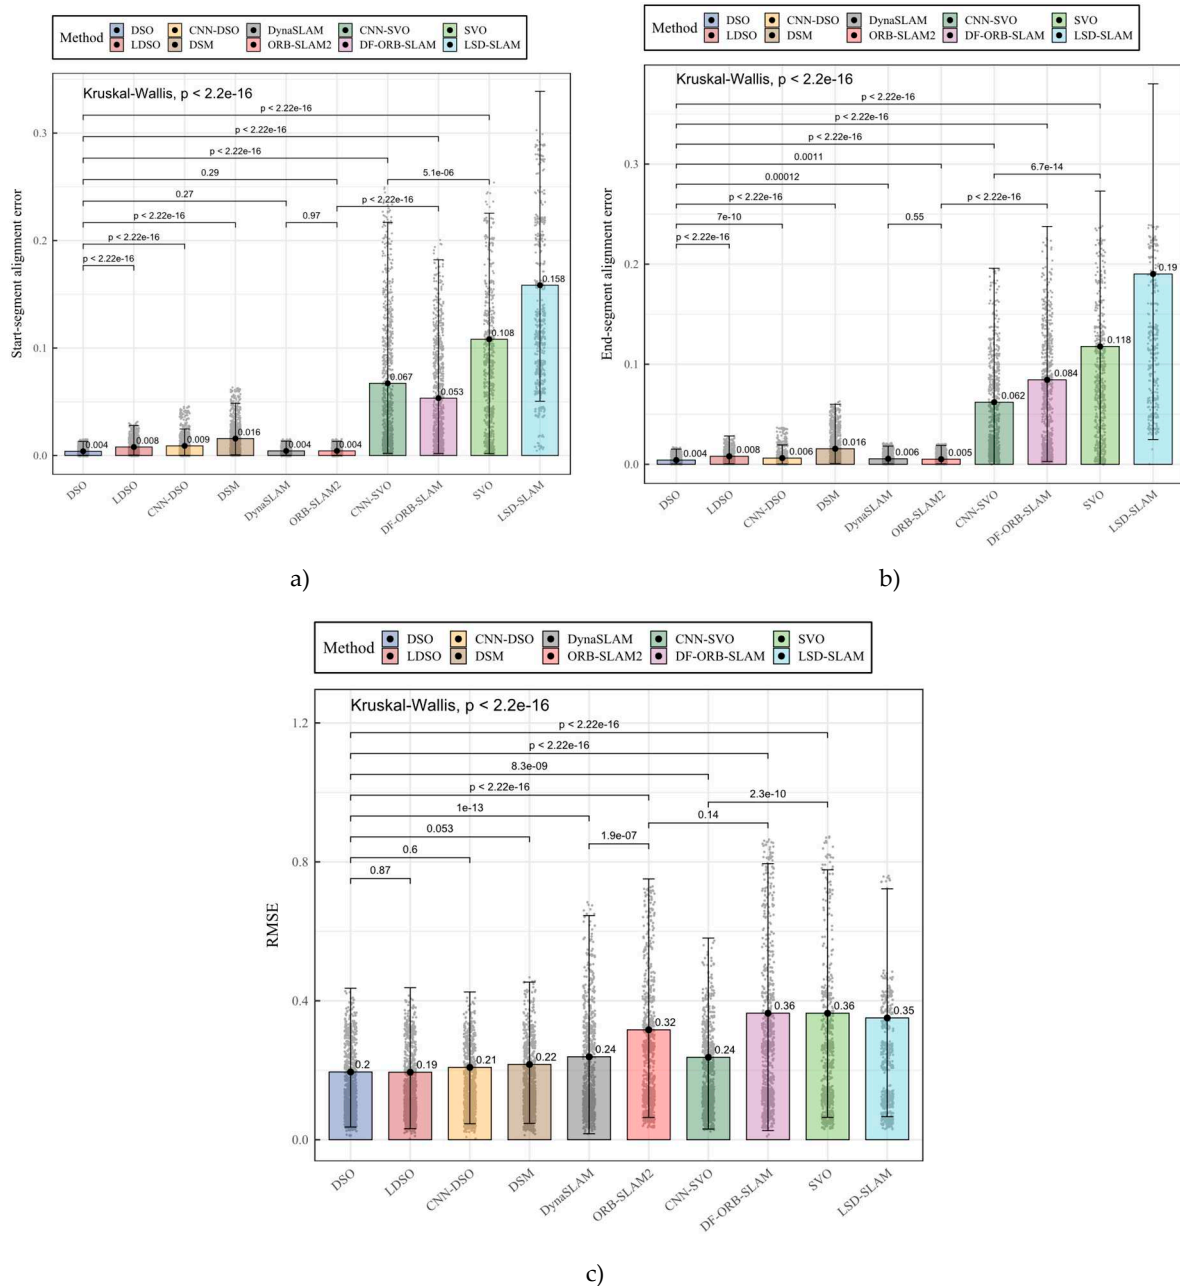 Method DSO CNN-DSO DynaSLAM CNN-SVO SVO
LDSO DSM ORB-SLAM2 DF-ORB-SLAM LSD-SLAM
Kruskal-Wallis, p < 2.2e-16
p < 2.22e-16
p < 2.22e-16
p < 2.22e-16
0.29 5.1e-06
0.27 p < 2.22e-16
p < 2.22e-16 0.97
p < 2.22e-16
p < 2.22e-16
Start-segment alignment error
0.3
0.2
0.1
0.0
0.004 0.008 0.009 0.016 0.004 0.004 0.067 0.053 0.108 0.158
DSO LDSO CNN-DSO DSM DynaSLAM ORB-SLAM2 CNN-SVO DF-ORB-SLAM SVO LSD-SLAM
a)
Method DSO CNN-DSO DynaSLAM CNN-SVO SVO
LDSO DSM ORB-SLAM2 DF-ORB-SLAM LSD-SLAM
Kruskal-Wallis, p < 2.2e-16
p < 2.22e-16
p < 2.22e-16
p < 2.22e-16
0.0011 6.7e-14
0.00012
p < 2.22e-16 p < 2.22e-16
7e-10 0.55
p < 2.22e-16
End-segment alignment error
0.3
0.2
0.1
0.0
0.004 0.008 0.006 0.016 0.006 0.005 0.062 0.084 0.118 0.19
DSO LDSO CNN-DSO DSM DynaSLAM ORB-SLAM2 CNN-SVO DF-ORB-SLAM SVO LSD-SLAM
b)
Method DSO CNN-DSO DynaSLAM CNN-SVO SVO
LDSO DSM ORB-SLAM2 DF-ORB-SLAM LSD-SLAM
Kruskal-Wallis, p < 2.2e-16
p < 2.22e-16
p < 2.22e-16
8.3e-09
p < 2.22e-16 2.3e-10
1e-13 0.14
0.053 1.9e-07
0.6
0.87
RMSE
1.2
0.8
0.4
0.0
0.2 0.19 0.21 0.22 0.24 0.32 0.24 0.36 0.36 0.35
DSO LDSO CNN-DSO DSM DynaSLAM ORB-SLAM2 CNN-SVO DF-ORB-SLAM SVO LSD-SLAM
c)